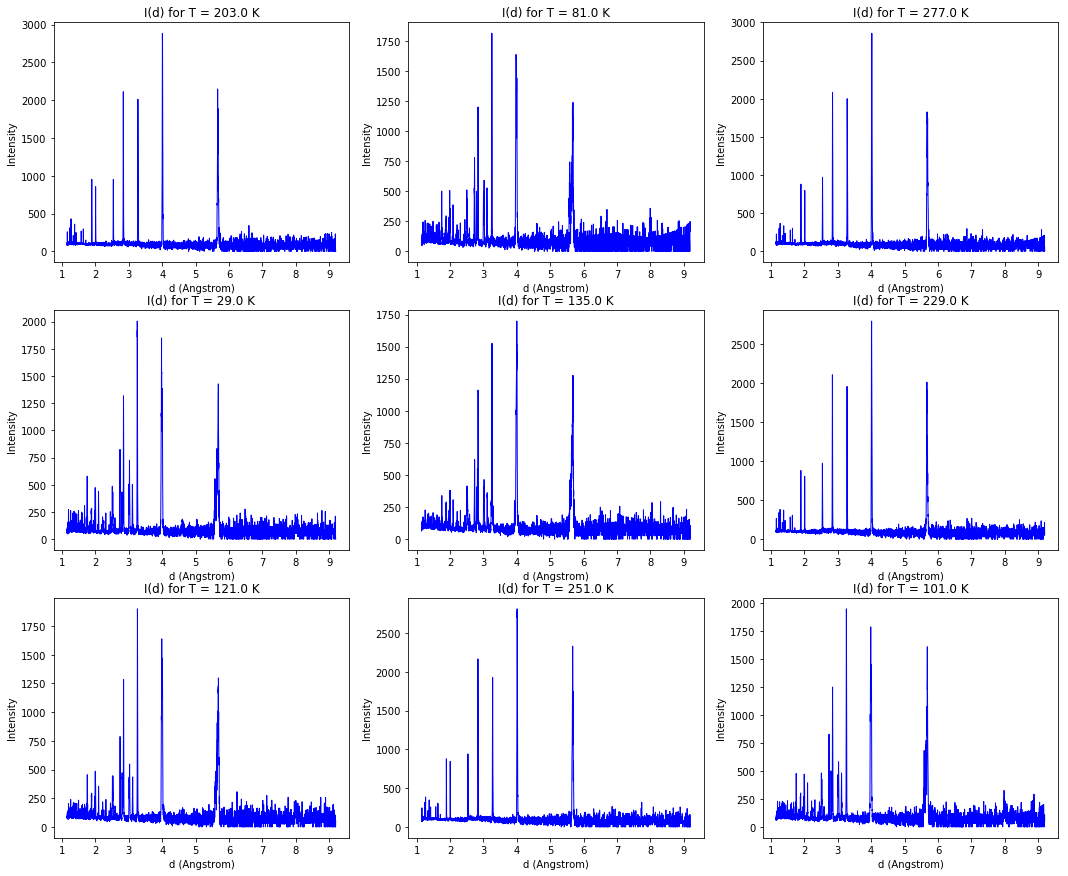 I(d) for T = 203.0 K
3000
2500
2000
1500
1000
500
0
Intensity
1 2 3 4 5 6 7 8 9
d (Angstrom)
I(d) for T = 81.0 K
1750
1500
1250
1000
750
500
250
0
Intensity
1 2 3 4 5 6 7 8 9
d (Angstrom)
I(d) for T = 277.0 K
3000
2500
2000
1500
1000
500
0
Intensity
1 2 3 4 5 6 7 8 9
d (Angstrom)
I(d) for T = 29.0 K
2000
1750
1500
1250
1000
750
500
250
0
Intensity
1 2 3 4 5 6 7 8 9
d (Angstrom)
I(d) for T = 135.0 K
1750
1500
1250
1000
750
500
250
0
Intensity
1 2 3 4 5 6 7 8 9
d (Angstrom)
I(d) for T = 229.0 K
2500
2000
1500
1000
500
0
Intensity
1 2 3 4 5 6 7 8 9
d (Angstrom)
I(d) for T = 121.0 K
1750
1500
1250
1000
750
500
250
0
Intensity
1 2 3 4 5 6 7 8 9
d (Angstrom)
I(d) for T = 251.0 K
2500
2000
1500
1000
500
0
Intensity
1 2 3 4 5 6 7 8 9
d (Angstrom)
I(d) for T = 101.0 K
2000
1750
1500
1250
1000
750
500
250
0
Intensity
1 2 3 4 5 6 7 8 9
d (Angstrom)